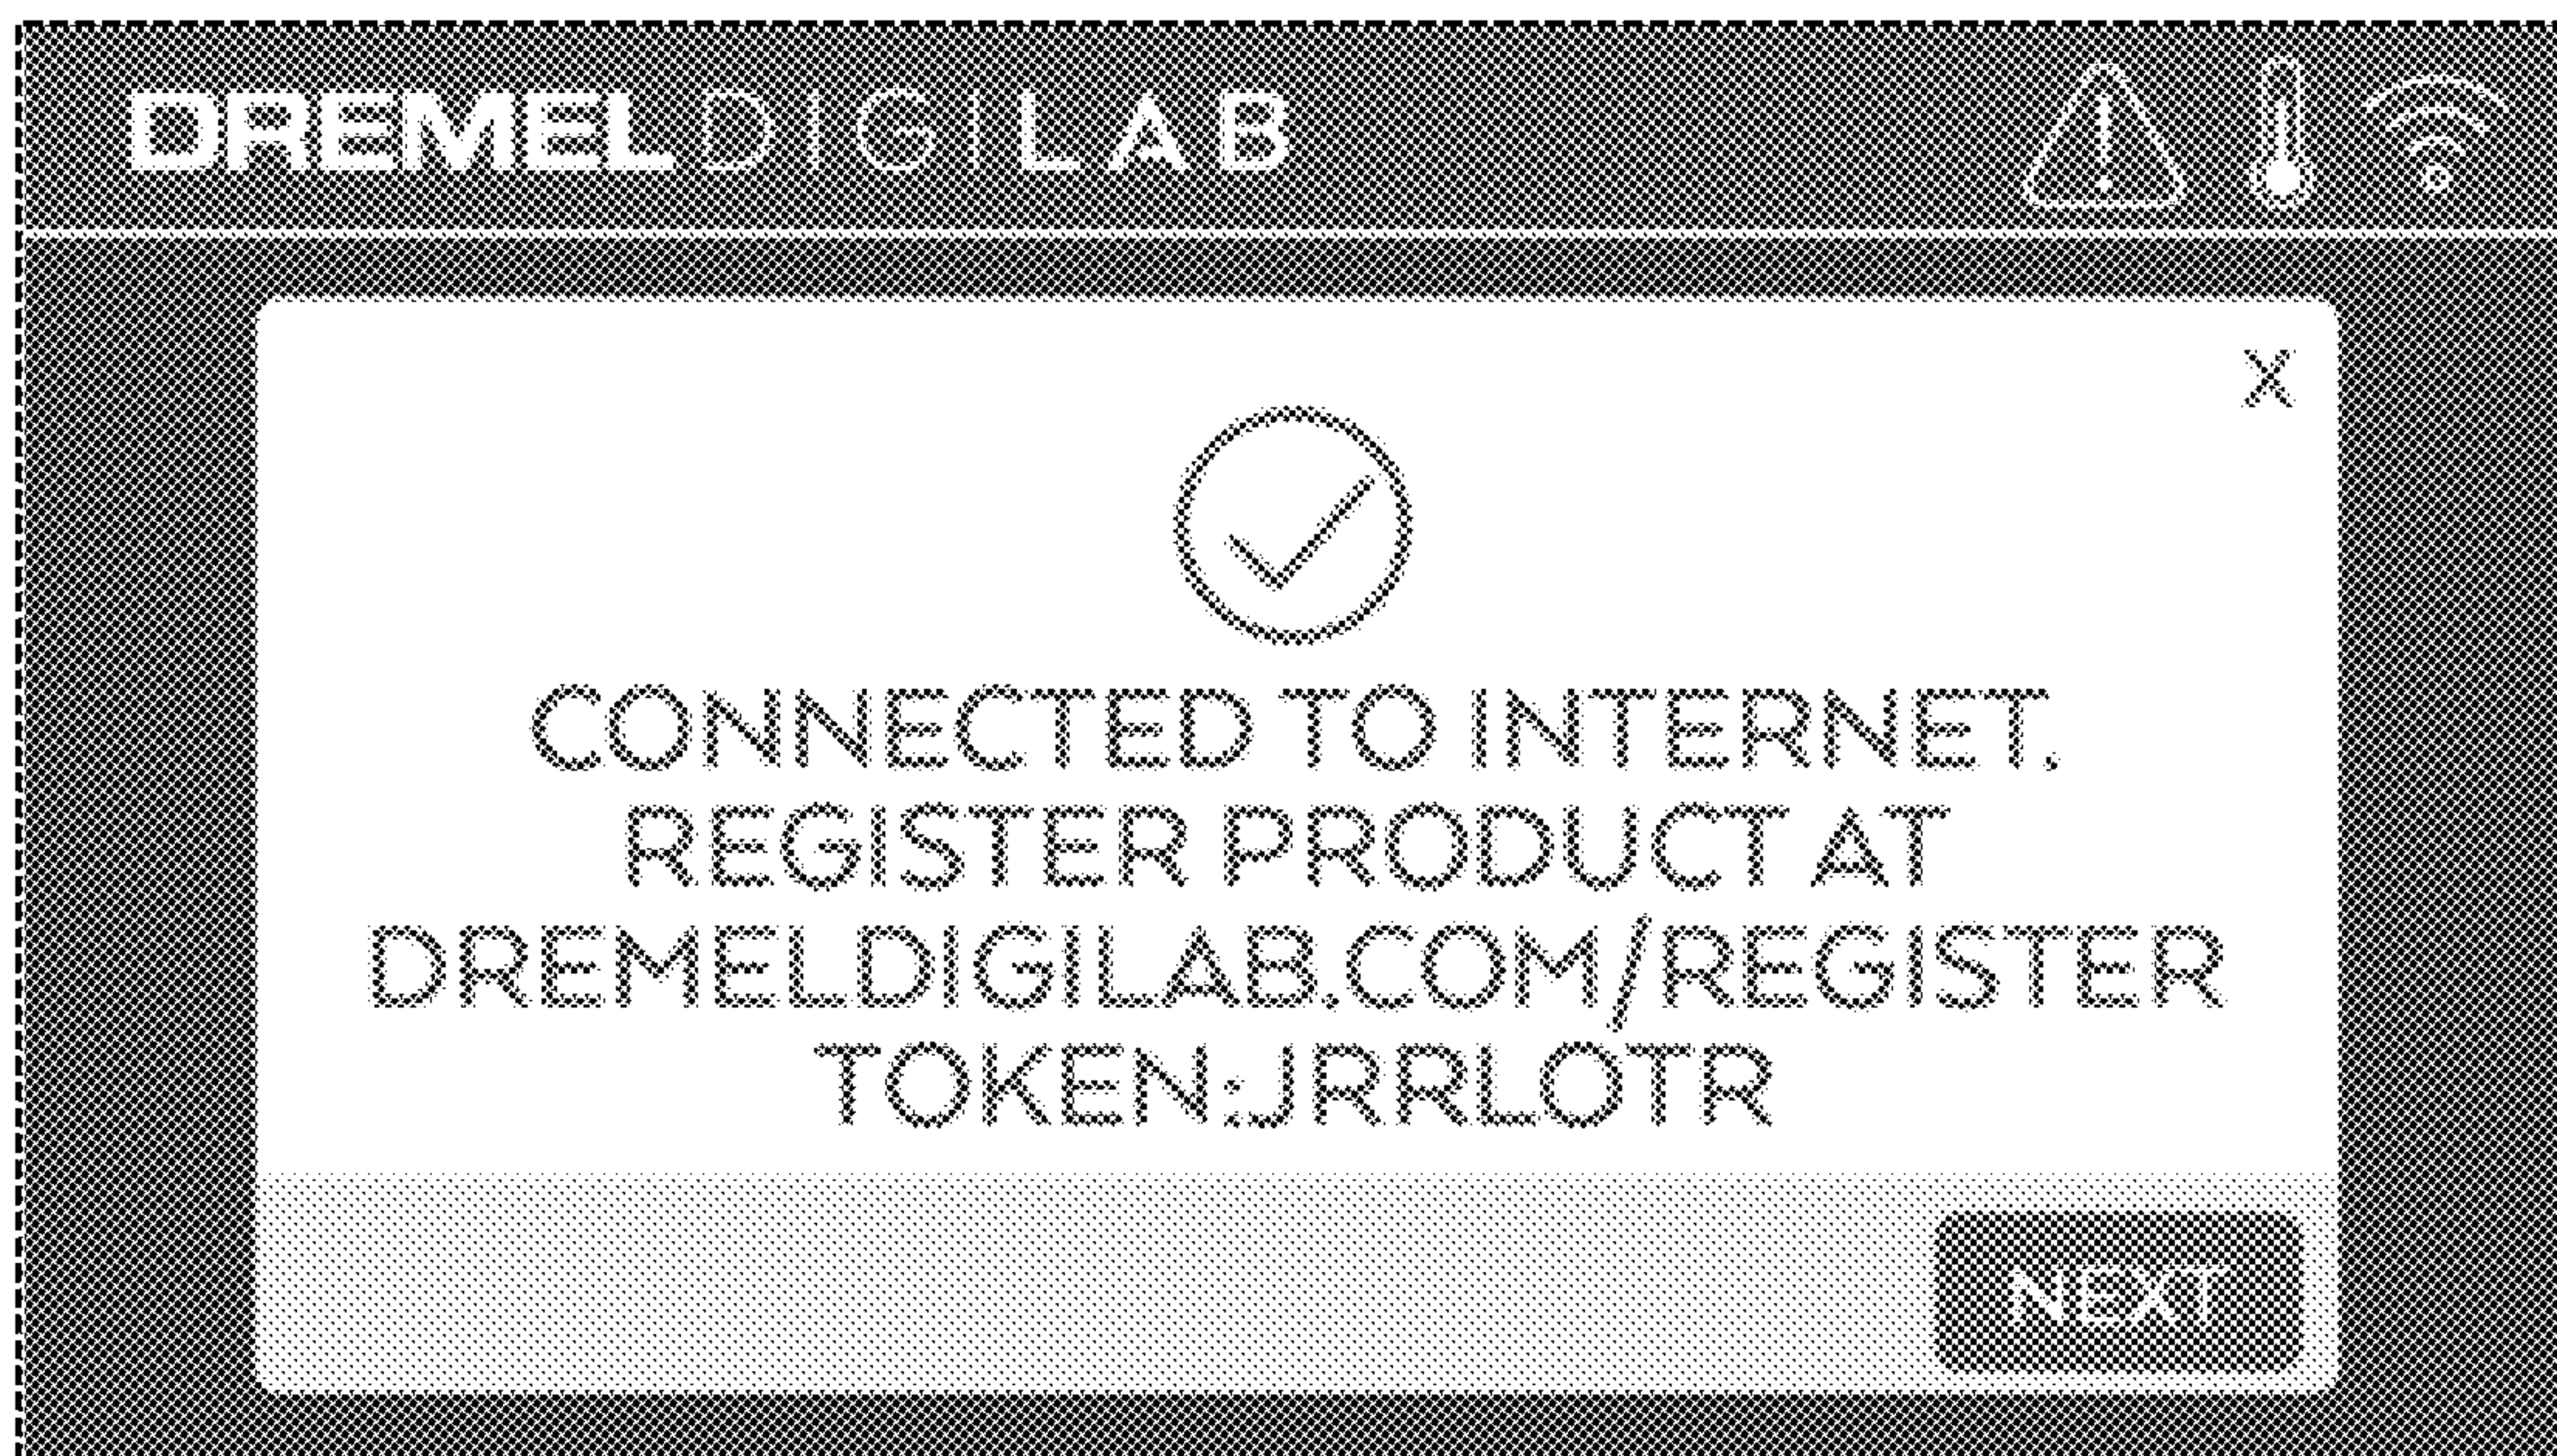 DREMELDIGILAB
X
CONNECTED TO INTERNET.
REGISTER PRODUCT AT
DREMELDIGILAB.COM/REGISTER
TOKEN:JRRLOTR
NEXT